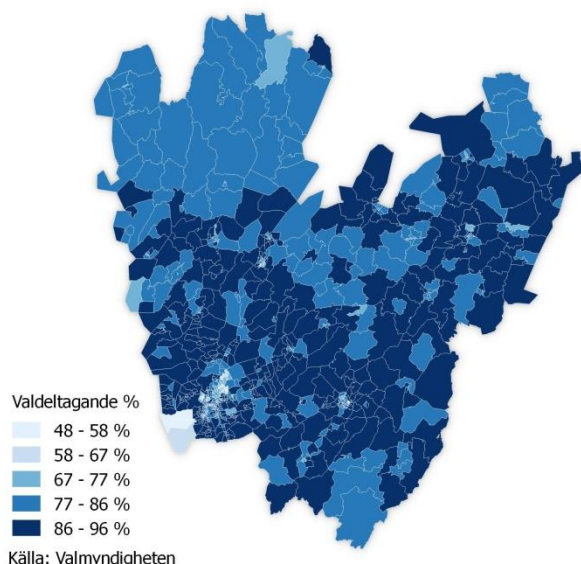 Valdeltagande %
48 - 58 %
58 - 67 %
67 - 77 %
77 - 86 %
86 - 96 %
Källa: Valmyndigheten